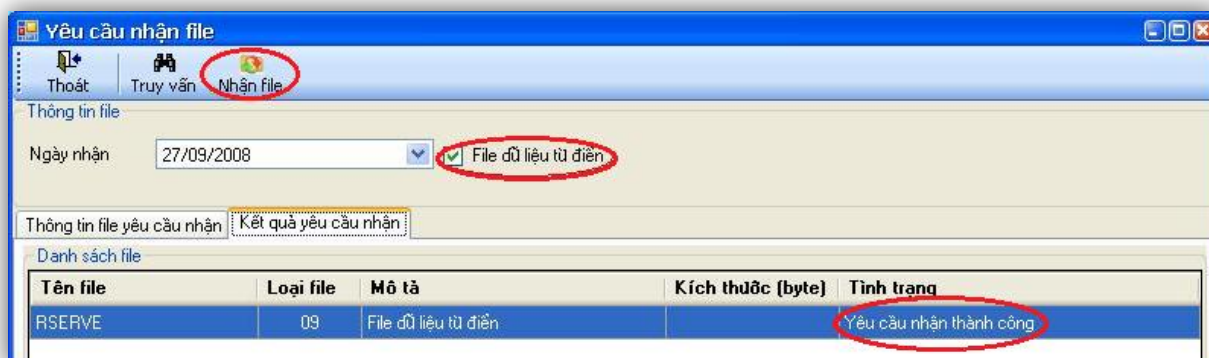 Yêu cầu nhận file
Thoát Truy vấn Nhận file
Thông tin file
Ngày nhận 27/09/2008 File dữ liệu từ điển
Thông tin file yêu cầu nhận Kết quả yêu cầu nhận
Danh sách file
Tên file Loại file Mô tả Kích thước (byte) Tình trạng
RSERVE 09 File dữ liệu từ điển Yêu cầu nhận thành công